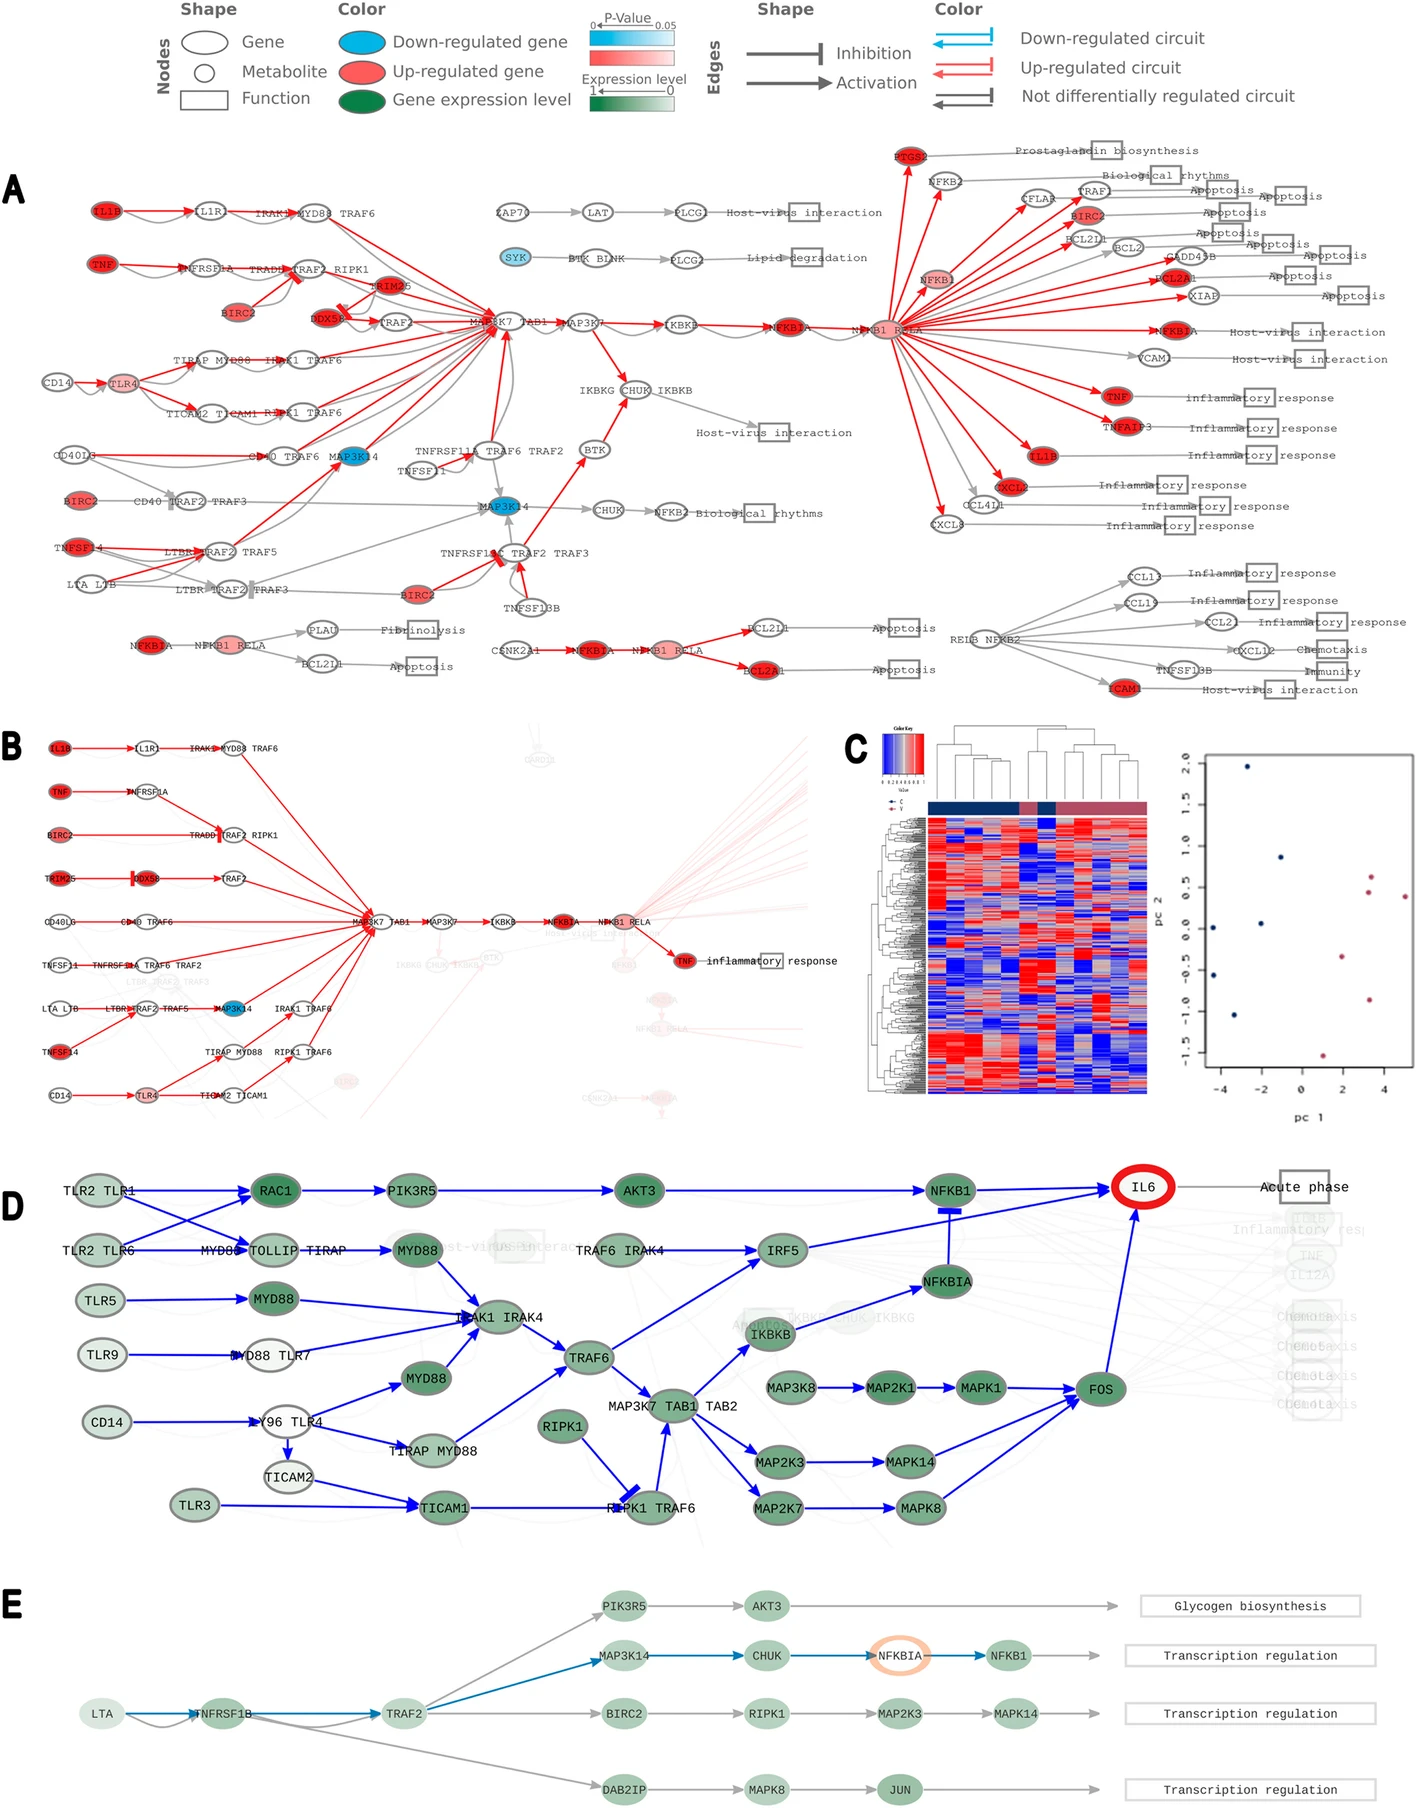 Shape
Color
P-Value
0
0.05
Shape
Color
Nodes
Gene
Metabolite
Function
Down-regulated gene
Up-regulated gene
Gene expression level
Expression level
1
0
Edges
Inhibition
Activation
Down-regulated circuit
Up-regulated circuit
Not differentially regulated circuit
A
PTGS2
Prostaglandin biosynthesis
NFKB2
Biological rhythms
CFLAR
TRAF1
Apoptosis
Apoptosis
IL1B
IL1R1
IRAK1 MYD88 TRAF6
ZAP70
LAT
PLCG1
Host-virus interaction
BIRC2
Apoptosis
BCL2L1
Apoptosis
BCL2
Apoptosis
GADD45B
Apoptosis
TNF
TNFRSF1A
TRADD TRAF2 RIPK1
SYK
BTK BLNK
PLCG2
Lipid degradation
NFKB1
BCL2A1
Apoptosis
TRIM25
XIAP
Apoptosis
BIRC2
DDX58
TRAF2
MAP3K7 TAB1
MAP3K7
IKBKB
NFKBIA
NFKB1 RELA
NFKBIA
Host-virus interaction
TIRAP MYD88
IRAK1 TRAF6
VCAM1
Host-virus interaction
CD14
TLR4
IKBKG CHUK IKBKB
TNF
inflammatory response
TICAM2 TICAM1
RIPK1 TRAF6
TNFAIP3
Inflammatory response
Host-virus interaction
CD40LG
CD40 TRAF6
MAP3K14
TNFRSF11A TRAF6 TRAF2
BTK
IL1B
Inflammatory response
TNFSF11
CXCL2
Inflammatory response
BIRC2
CD40 TRAF2 TRAF3
MAP3K14
CHUK
NFKB2
Biological rhythms
CCL4L1
Inflammatory response
CXCL8
Inflammatory response
TNFSF14
LTBR TRAF2 TRAF5
TNFRSF13C TRAF2 TRAF3
LTA LTB
LTBR TRAF2 TRAF3
BIRC2
TNFSF13B
CCL13
Inflammatory response
CCL19
Inflammatory response
CCL21
Inflammatory response
PLAU
Fibrinolysis
NFKBIA
NFKB1 RELA
BCL2L1
Apoptosis
CSNK2A1
NFKBIA
NFKB1 RELA
BCL2L1
Apoptosis
BCL2A1
Apoptosis
RELB NFKB2
CXCL12
Chemotaxis
TNFSF13B
Immunity
ICAM1
Host-virus interaction
B
IL1B
IL1R1
IRAK1 MYD88 TRAF6
TNF
TNFRSF1A
BIRC2
TRADD TRAF2 RIPK1
TRIM25
DDX58
TRAF2
CD40LG
CD40 TRAF6
MAP3K7 TAB1
MAP3K7
IKBKB
NFKBIA
NFKB1 RELA
TNFSF11
TNFRSF11A TRAF6 TRAF2
TNF
inflammatory response
LTA LTB
LTBR TRAF2 TRAF5
MAP3K14
IRAK1 TRAF6
TNFSF14
TIRAP MYD88
RIPK1 TRAF6
CD14
TLR4
TICAM2 TICAM1
C
Color Key
Value
C
V
2.0
1.5
1.0
0.5
0.0
-0.5
-1.0
-1.5
pc 2
-4
-2
0
2
4
pc 1
D
TLR2 TLR1
RAC1
PIK3R5
AKT3
NFKB1
IL6
Acute phase
TLR2 TLR6
MYD88 TOLLIP TIRAP
MYD88
TRAF6 IRAK4
IRF5
TLR5
MYD88
NFKBIA
IRAK1 IRAK4
IKBKB
TLR9
MYD88 TLR7
TRAF6
MYD88
MAP3K8
MAP2K1
MAPK1
FOS
MAP3K7 TAB1 TAB2
CD14
LY96 TLR4
RIPK1
TIRAP MYD88
MAP2K3
MAPK14
TICAM2
TLR3
TICAM1
RIPK1 TRAF6
MAP2K7
MAPK8
E
PIK3R5
AKT3
Glycogen biosynthesis
MAP3K14
CHUK
NFKBIA
NFKB1
Transcription regulation
LTA
TNFRSF1B
TRAF2
BIRC2
RIPK1
MAP2K3
MAPK14
Transcription regulation
DAB2IP
MAPK8
JUN
Transcription regulation